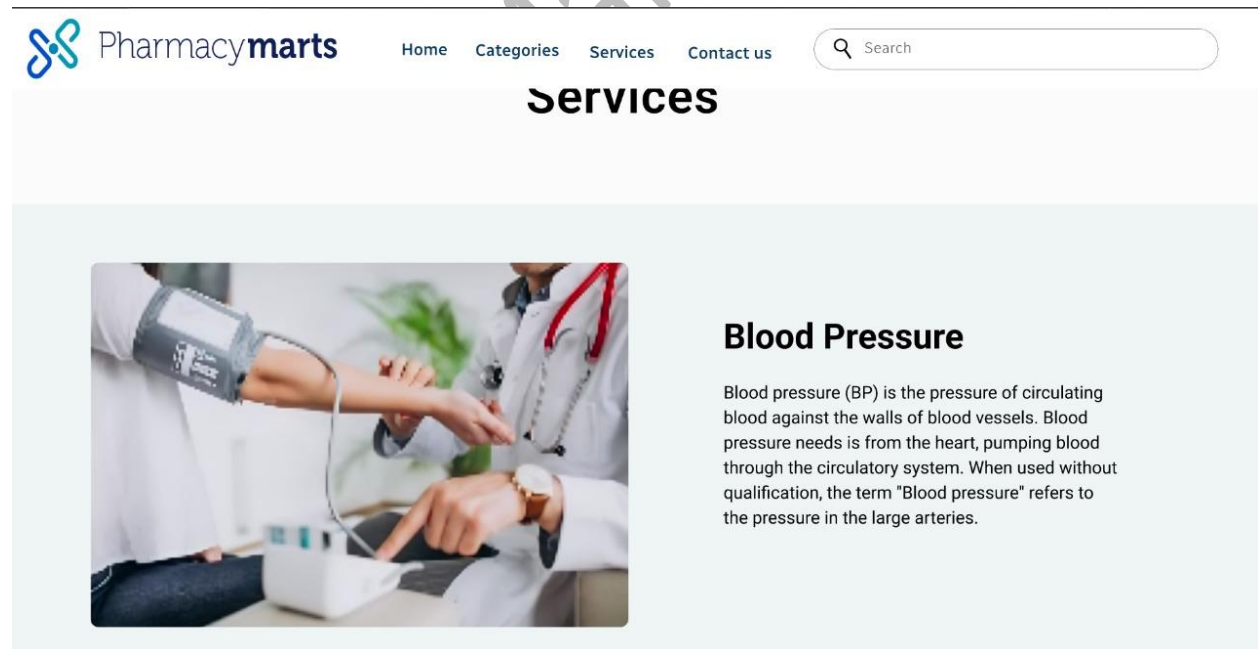 Pharmacymarts
Home Categories Services Contact us Search
Services
Blood Pressure
Blood pressure (BP) is the pressure of circulating
blood against the walls of blood vessels. Blood
pressure needs is from the heart, pumping blood
through the circulatory system. When used without
qualification, the term "Blood pressure" refers to
the pressure in the large arteries.